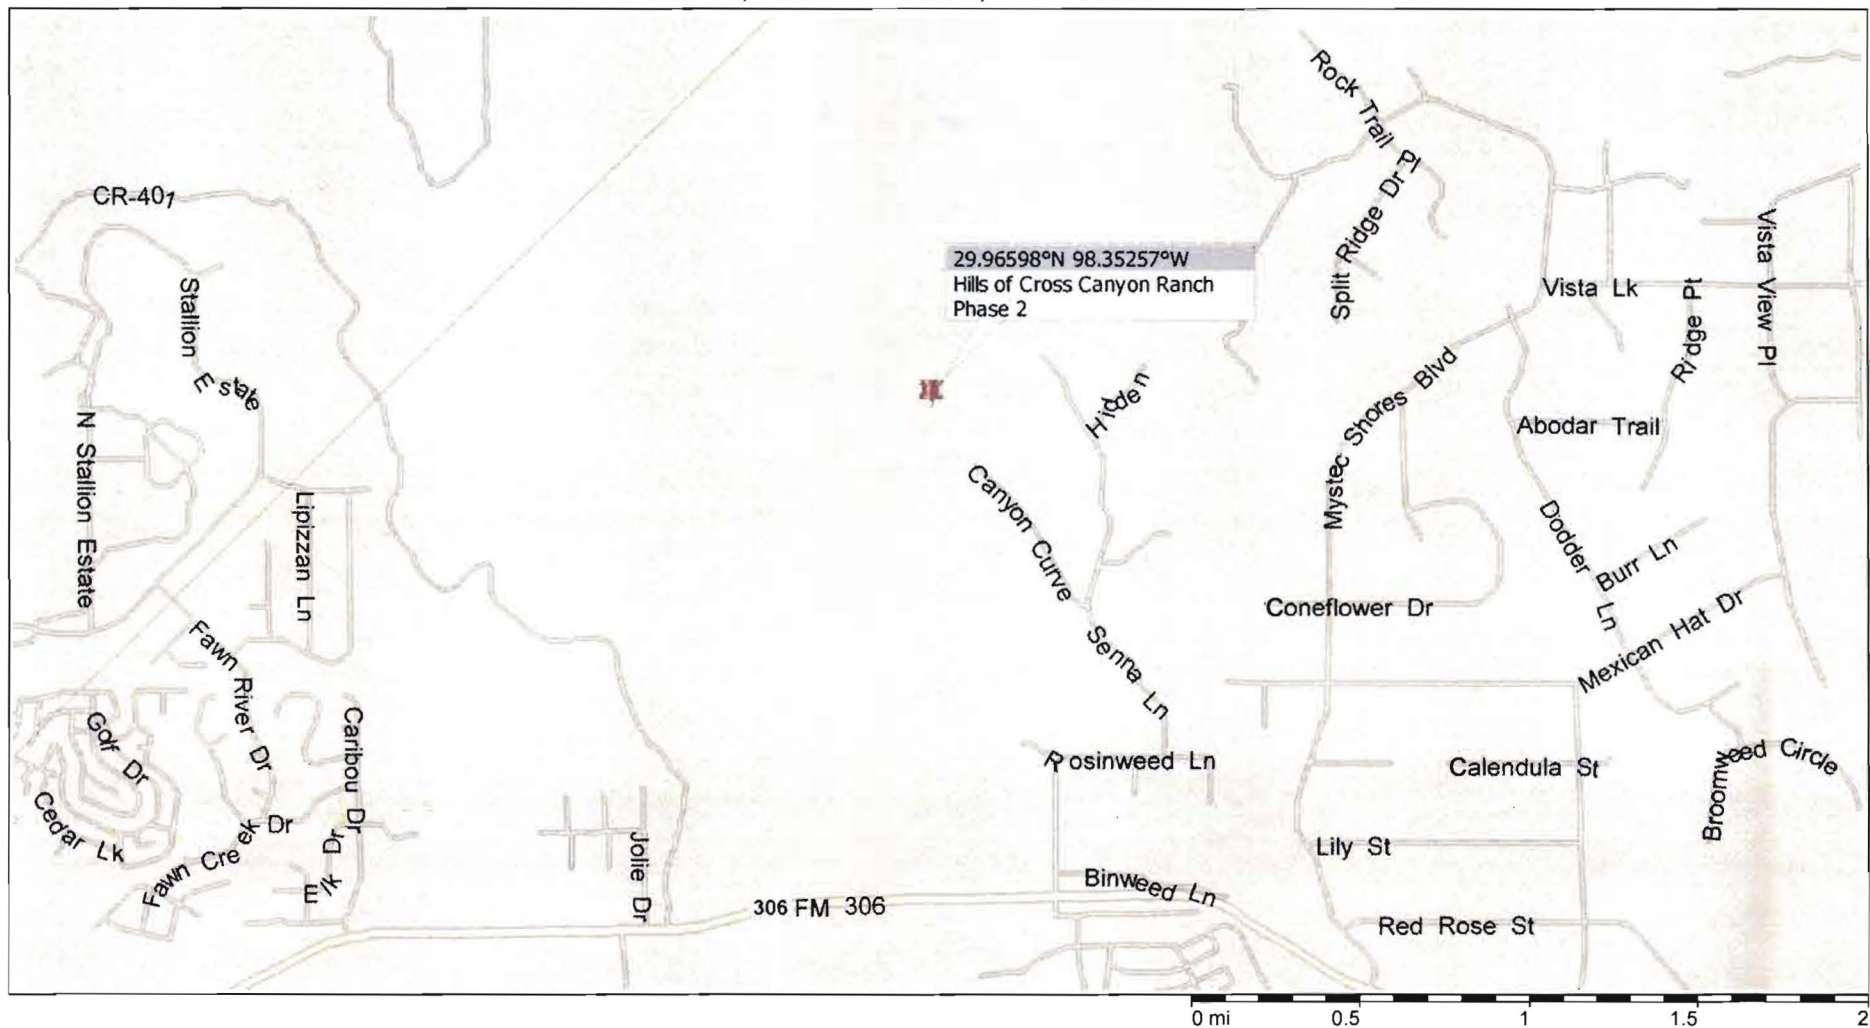 Rock Trail Pl
CR-401
Split Ridge Dr
Vista View Pl
29.96598°N 98.35257°W
Hills of Cross Canyon Ranch
Phase 2
Stallion Estate
Vista Lk
Ridge Pt
Hidden
Mystec Shores Blvd
Abodar Trail
N Stallion Estate
Canyon Curve
Lipizzan Ln
Dodder Ln
Burr Ln
Coneflower Dr
Mexican Hat Dr
Fawn River Dr
Senna Ln
Golf Dr
Caribou Dr
Rosinweed Ln
Calendula St
Broomweed Circle
Cedar Lk
Fawn Creek Dr
Elk Dr
Jolie Dr
Lily St
Binweed Ln
306 FM 306
Red Rose St
0 mi 0.5 1 1.5 2